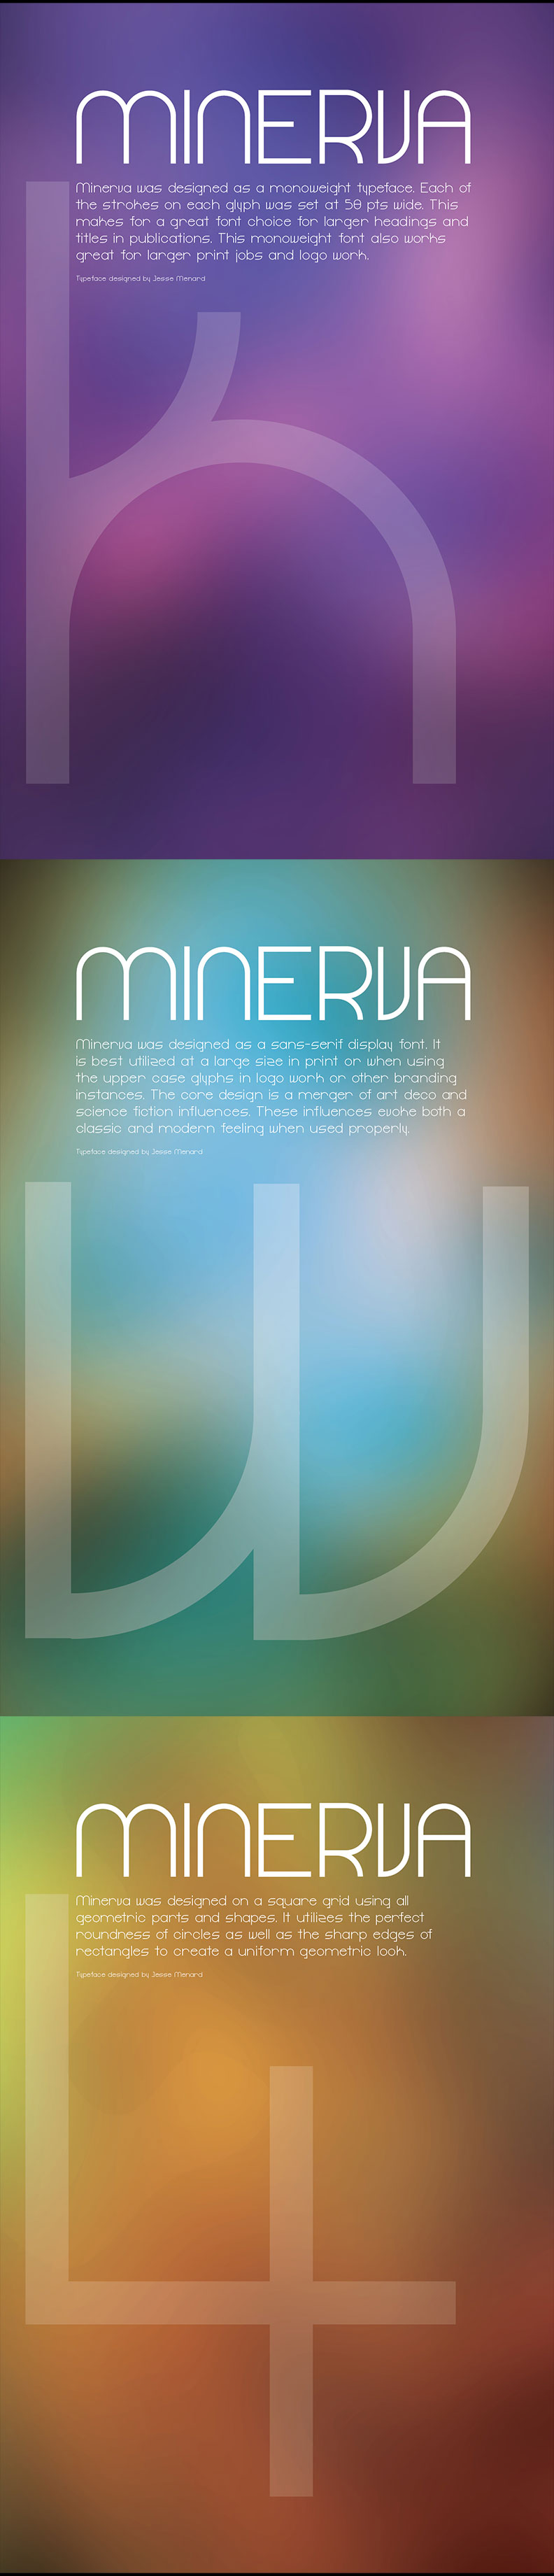 MINERVA
Minerva was designed as a monoweight typeface. Each of
the strokes on each glyph was set at 50 pts wide. This
makes for a great font choice for larger headings and
titles in publications. This monoweight font also works
great for larger print jobs and logo work.
Typeface designed by Jesse Menard
k
MINERVA
Minerva was designed as a sans-serif display font. It
is best utilized at a large size in print or when using
the upper case glyphs in logo work or other branding
instances. The core design is a merger of art deco and
science fiction influences. These influences evoke both a
classic and modern feeling when used properly.
Typeface designed by Jesse Menard
w
MINERVA
Minerva was designed on a square grid using all
geometric parts and shapes. It utilizes the perfect
roundness of circles as well as the sharp edges of
rectangles to create a uniform geometric look.
Typeface designed by Jesse Menard
4